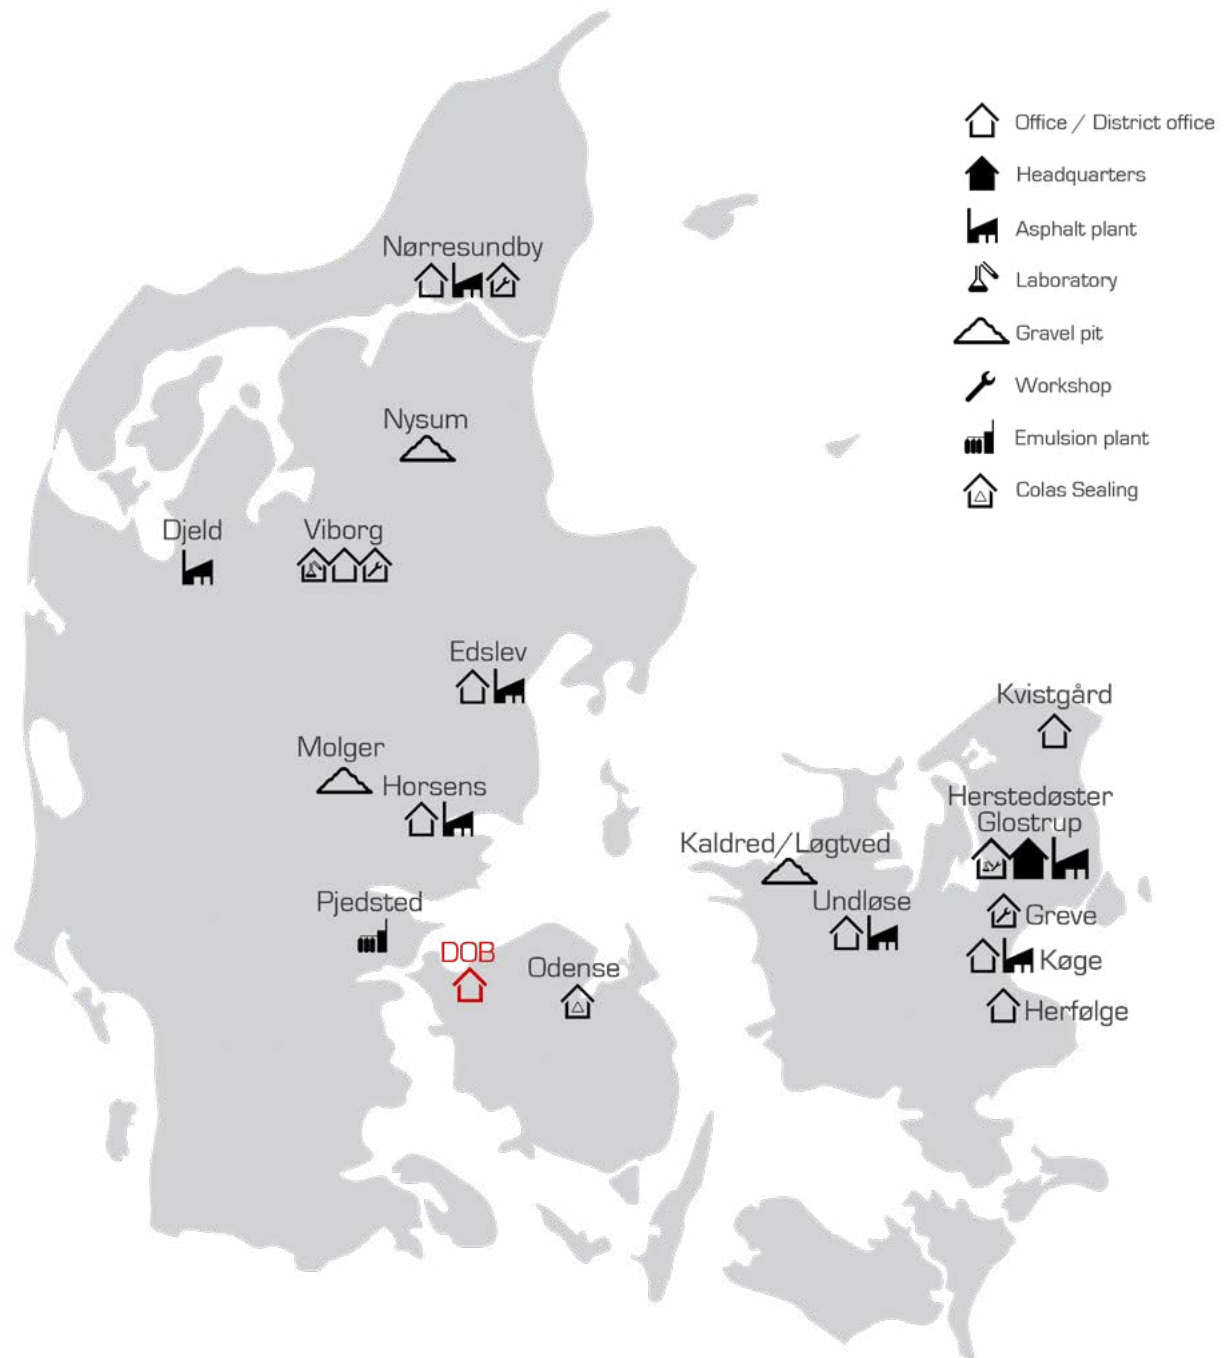 Office / District office
Headquarters
Asphalt plant
Laboratory
Gravel pit
Workshop
Emulsion plant
Colas Sealing
Nørresundby
Nysum
Djeld
Viborg
Edslev
Kvistgård
Molger
Horsens
Herstedøster
Glostrup
Kaldred/Løgtved
Pjedsted
Undløse
Greve
DOB
Odense
Køge
Herfølge